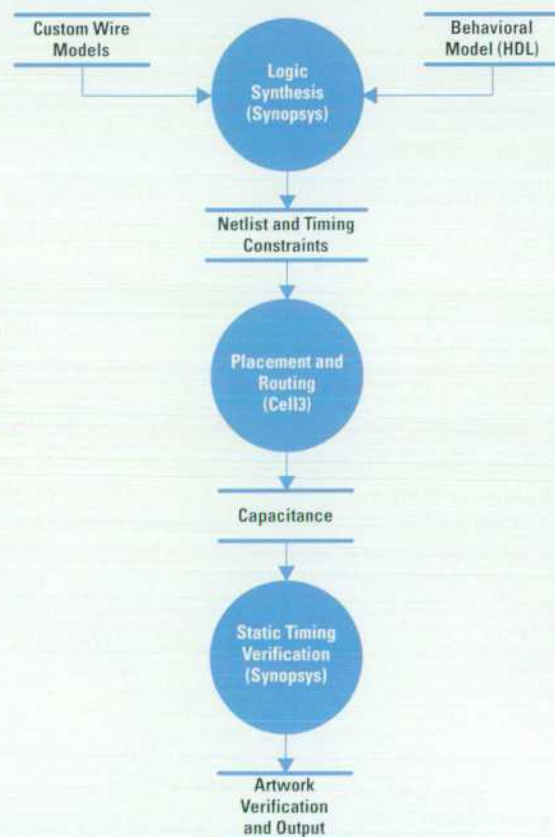 Custom Wire
Models
Behavioral
Model (HDL)
Logic
Synthesis
(Synopsys)
Netlist and Timing
Constraints
Placement and
Routing
(Cell3)
Capacitance
Static Timing
Verification
(Synopsys)
Artwork
Verification
and Output